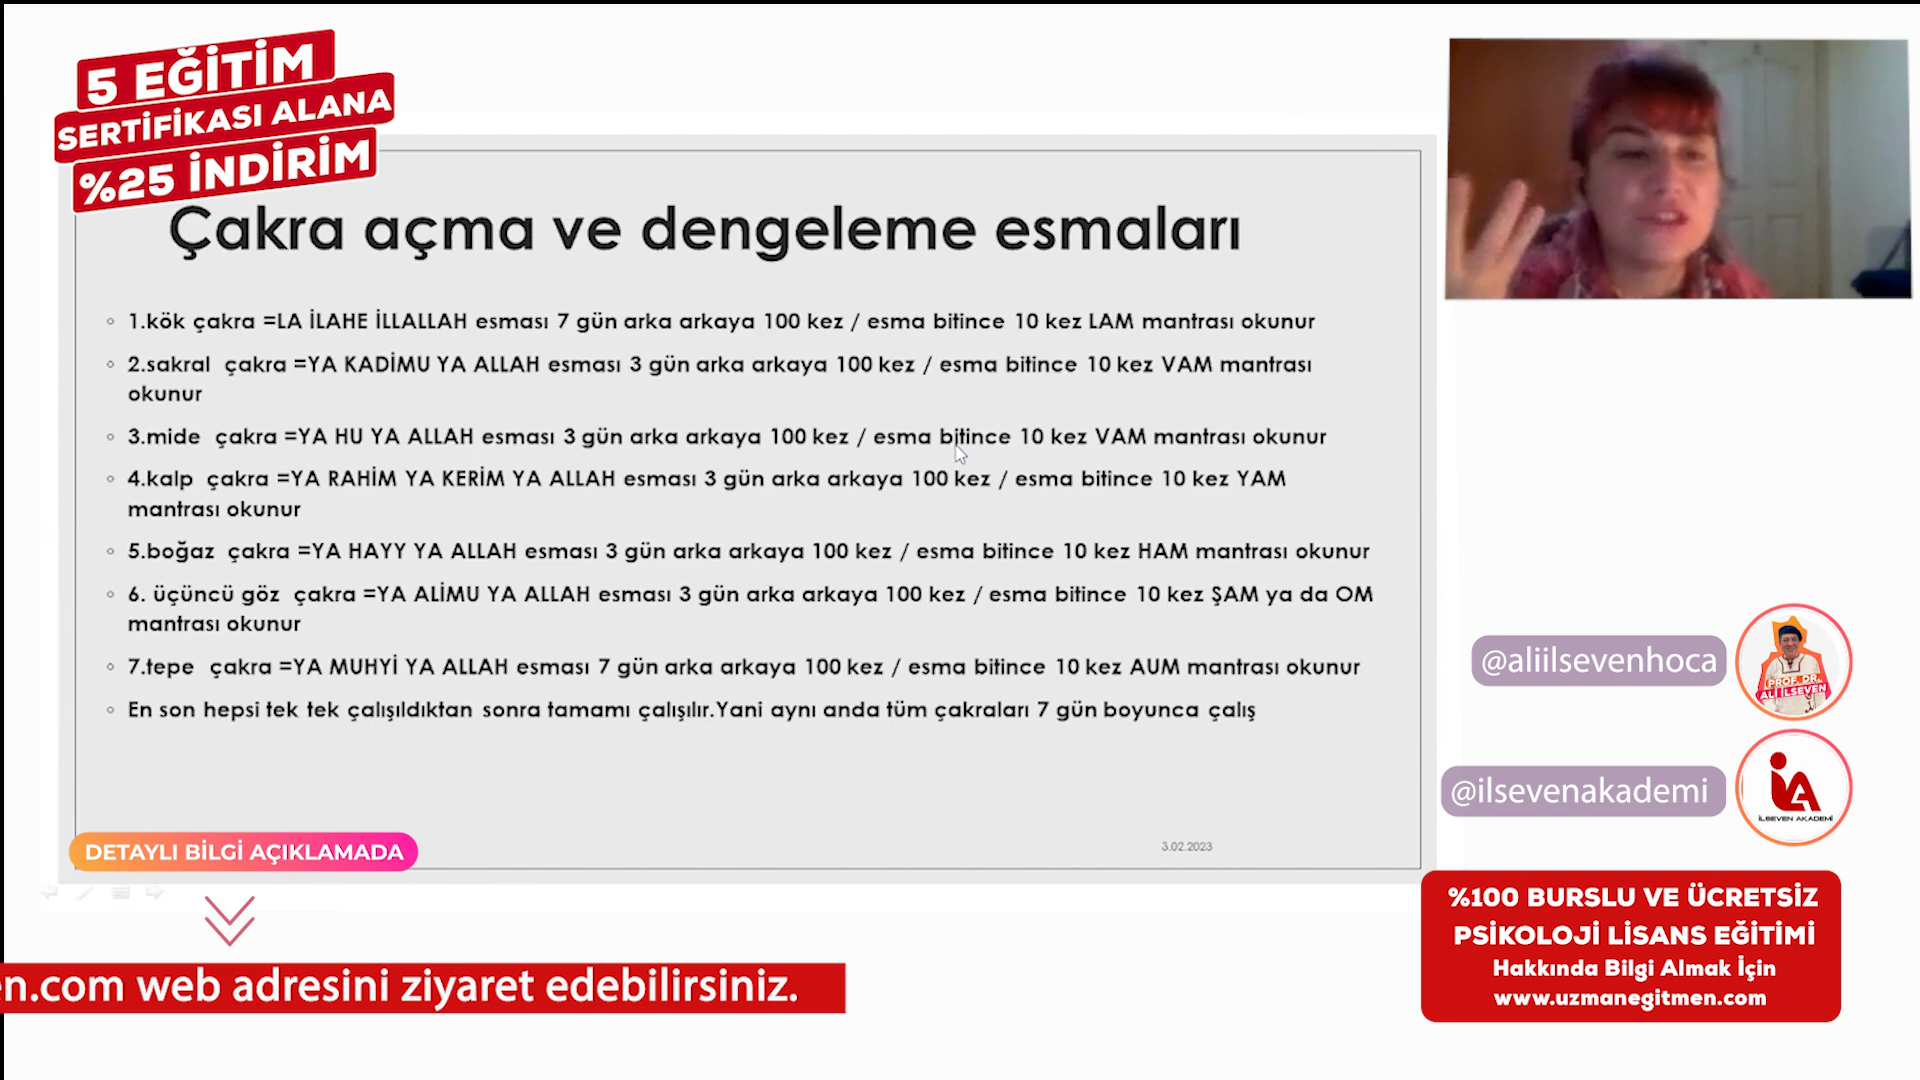 5 EĞİTİM
SERTİFİKASI ALANA
%25 İNDİRİM
Çakra açma ve dengeleme esmaları
1.kök çakra =LA İLAHE İLLALLAH esması 7 gün arka arkaya 100 kez / esma bitince 10 kez LAM mantrası okunur
2.sakral çakra =YA KADİMU YA ALLAH esması 3 gün arka arkaya 100 kez / esma bitince 10 kez VAM mantrası
okunur
3.mide çakra =YA HU YA ALLAH esması 3 gün arka arkaya 100 kez / esma bitince 10 kez VAM mantrası okunur
4.kalp çakra =YA RAHİM YA KERİM YA ALLAH esması 3 gün arka arkaya 100 kez / esma bitince 10 kez YAM
mantrası okunur
5.boğaz çakra =YA HAYY YA ALLAH esması 3 gün arka arkaya 100 kez / esma bitince 10 kez HAM mantrası okunur
6. üçüncü göz çakra =YA ALİMU YA ALLAH esması 3 gün arka arkaya 100 kez / esma bitince 10 kez ŞAM ya da OM
mantrası okunur
7.tepe çakra =YA MUHYİ YA ALLAH esması 7 gün arka arkaya 100 kez / esma bitince 10 kez AUM mantrası okunur
En son hepsi tek tek çalışıldıktan sonra tamamı çalışılır.Yani aynı anda tüm çakraları 7 gün boyunca çalış
3.02.2023
DETAYLI BİLGİ AÇIKLAMADA
en.com web adresini ziyaret edebilirsiniz.
@aliilsevenhoca
PROF. DR.
ALİ İLSEVEN
@ilsevenakademi
İLSEVEN AKADEMİ
%100 BURSLU VE ÜCRETSİZ
PSİKOLOJİ LİSANS EĞİTİMİ
Hakkında Bilgi Almak İçin
www.uzmanegitmen.com